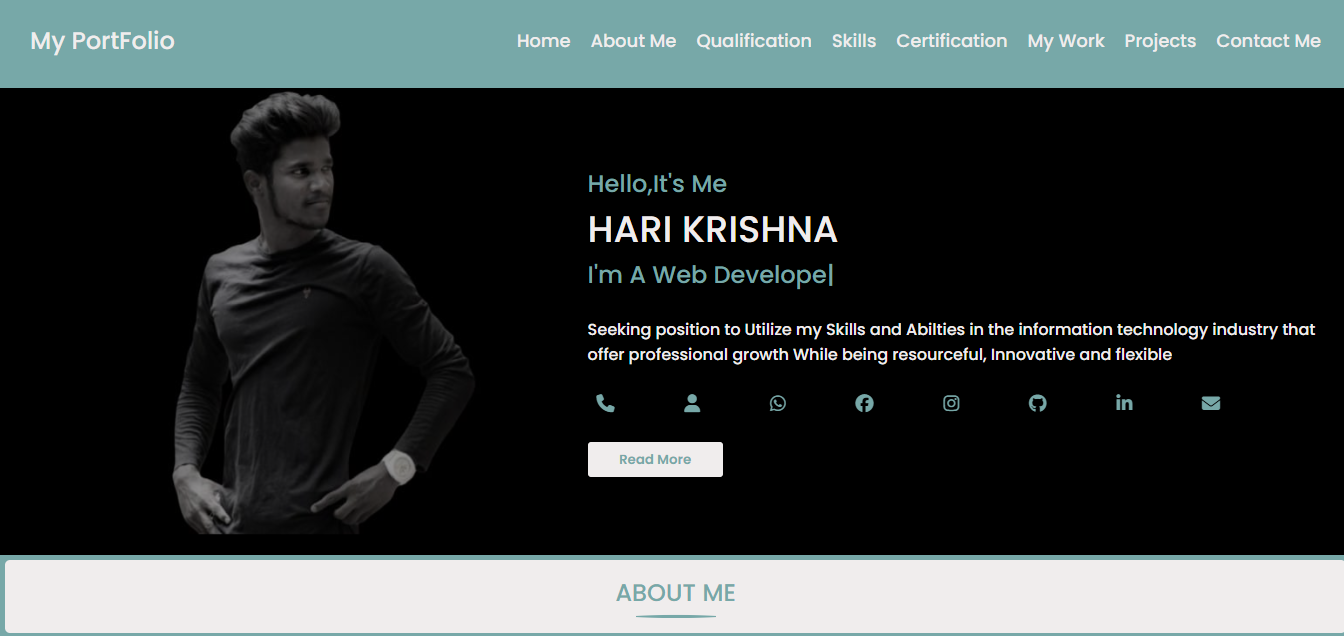 My PortFolio
Home About Me Qualification Skills Certification My Work Projects Contact Me
Hello,It's Me
HARI KRISHNA
I'm A Web Develope|
Seeking position to Utilize my Skills and Abilties in the information technology industry that
offer professional growth While being resourceful, Innovative and flexible
Read More
ABOUT ME